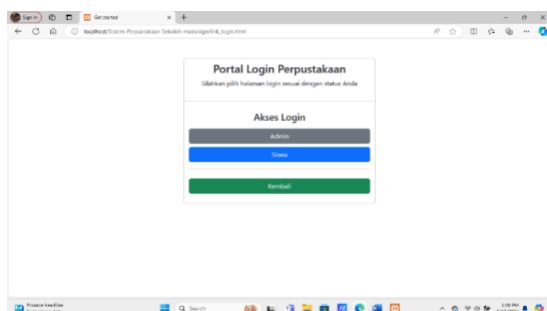 Sign in
Get started
localhost/Sistem-Perpustakaan-Sekolah-main/sign/link_login.html
Portal Login Perpustakaan
Silahkan pilih halaman login sesuai dengan status Anda
Akses Login
Admin
Siswa
Kembali
Finance headline
Search